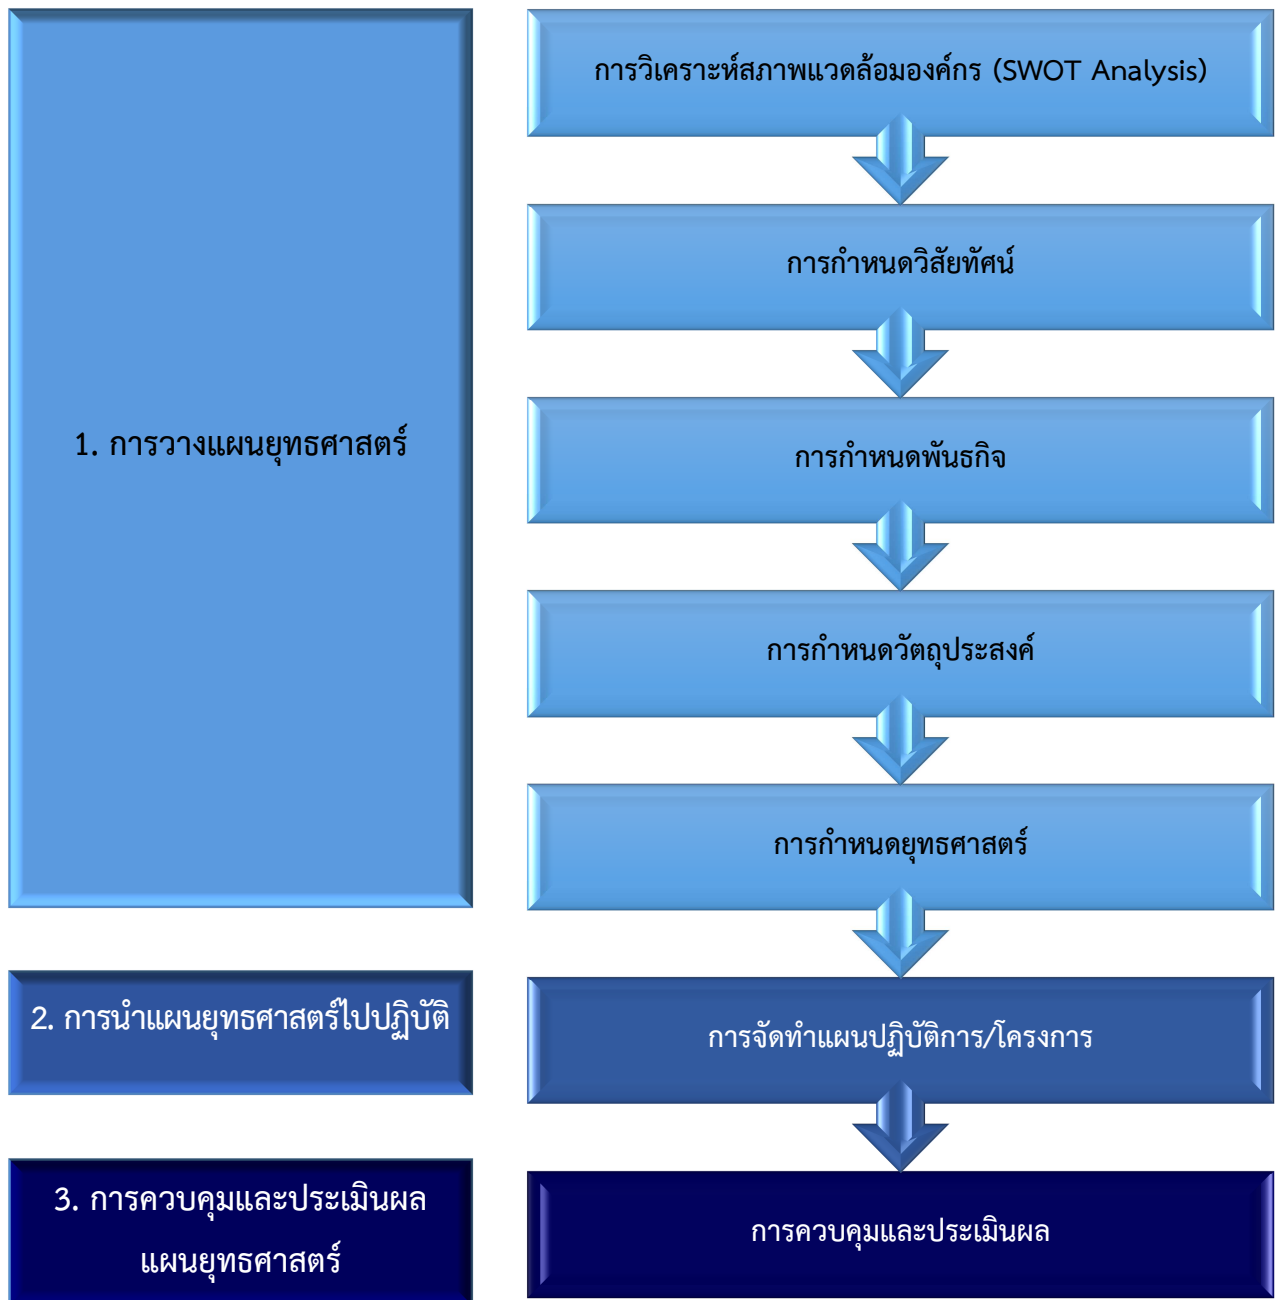 การวิเคราะห์สภาพแวดล้อมองค์กร (SWOT Analysis)
การกำหนดวิสัยทัศน์
1. การวางแผนยุทธศาสตร์
การกำหนดพันธกิจ
การกำหนดวัตถุประสงค์
การกำหนดยุทธศาสตร์
2. การนำแผนยุทธศาสตร์ไปปฏิบัติ
การจัดทำแผนปฏิบัติการ/โครงการ
3. การควบคุมและประเมินผล
แผนยุทธศาสตร์
การควบคุมและประเมินผล